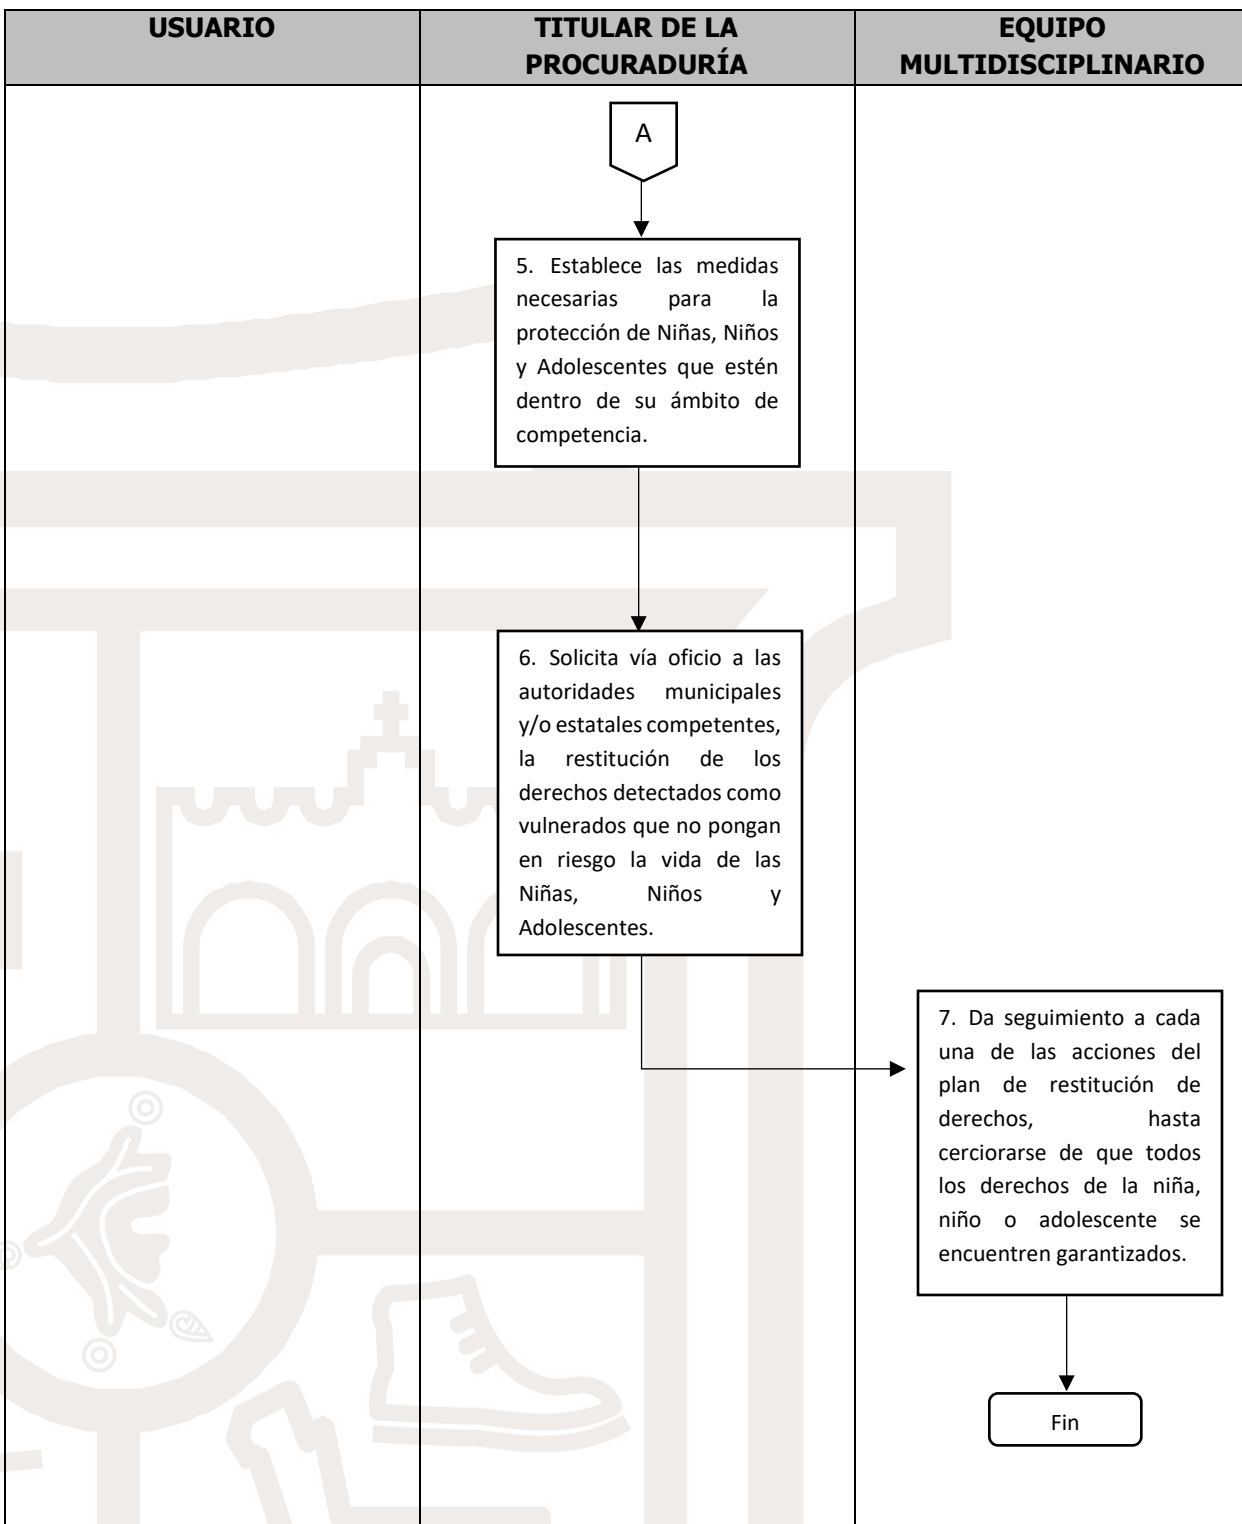 USUARIO
TITULAR DE LA
PROCURADURÍA
EQUIPO
MULTIDISCIPLINARIO
A
5. Establece las medidas
necesarias para la
protección de Niñas, Niños
y Adolescentes que estén
dentro de su ámbito de
competencia.
6. Solicita vía oficio a las
autoridades municipales
y/o estatales competentes,
la restitución de los
derechos detectados como
vulnerados que no pongan
en riesgo la vida de las
Niñas, Niños y
Adolescentes.
7. Da seguimiento a cada
una de las acciones del
plan de restitución de
derechos, hasta
cerciorarse de que todos
los derechos de la niña,
niño o adolescente se
encuentren garantizados.
Fin